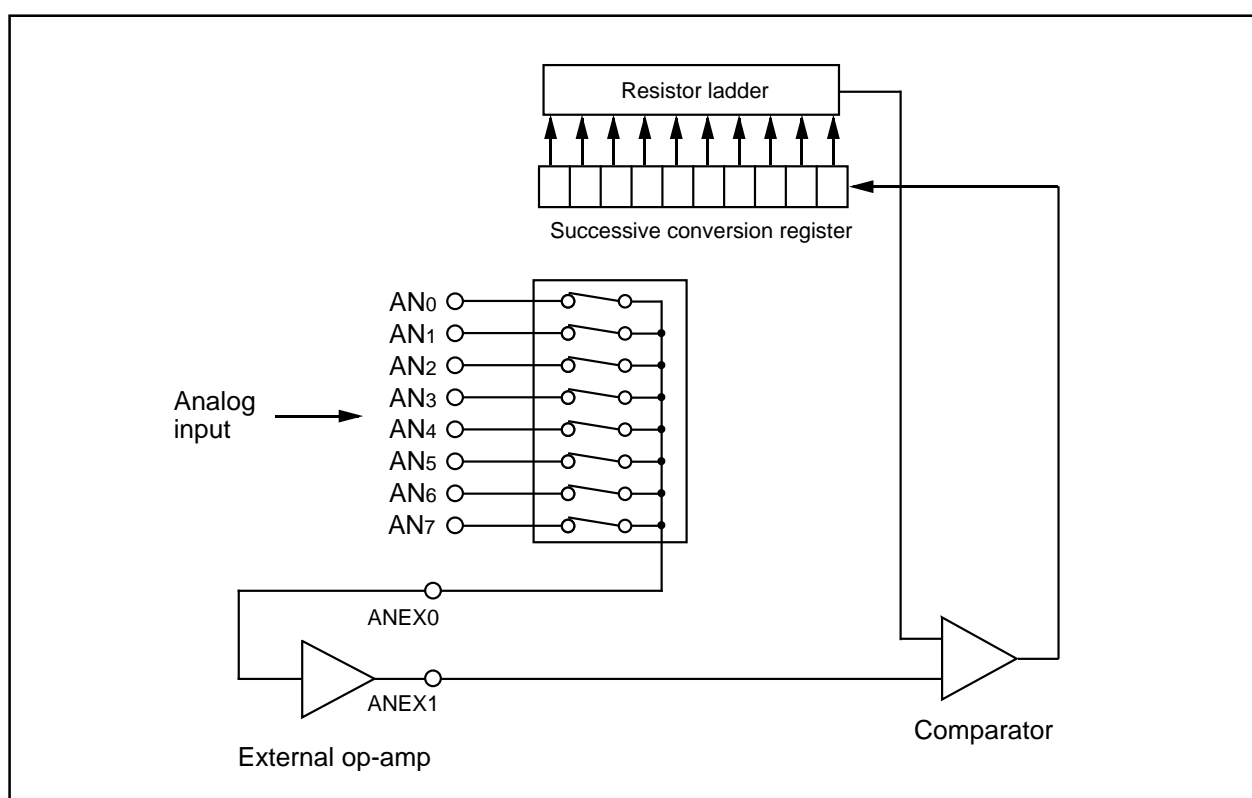 Resistor ladder
Successive conversion register
AN0
AN1
AN2
AN3
AN4
AN5
AN6
AN7
Analog
input
ANEX0
ANEX1
External op-amp
Comparator